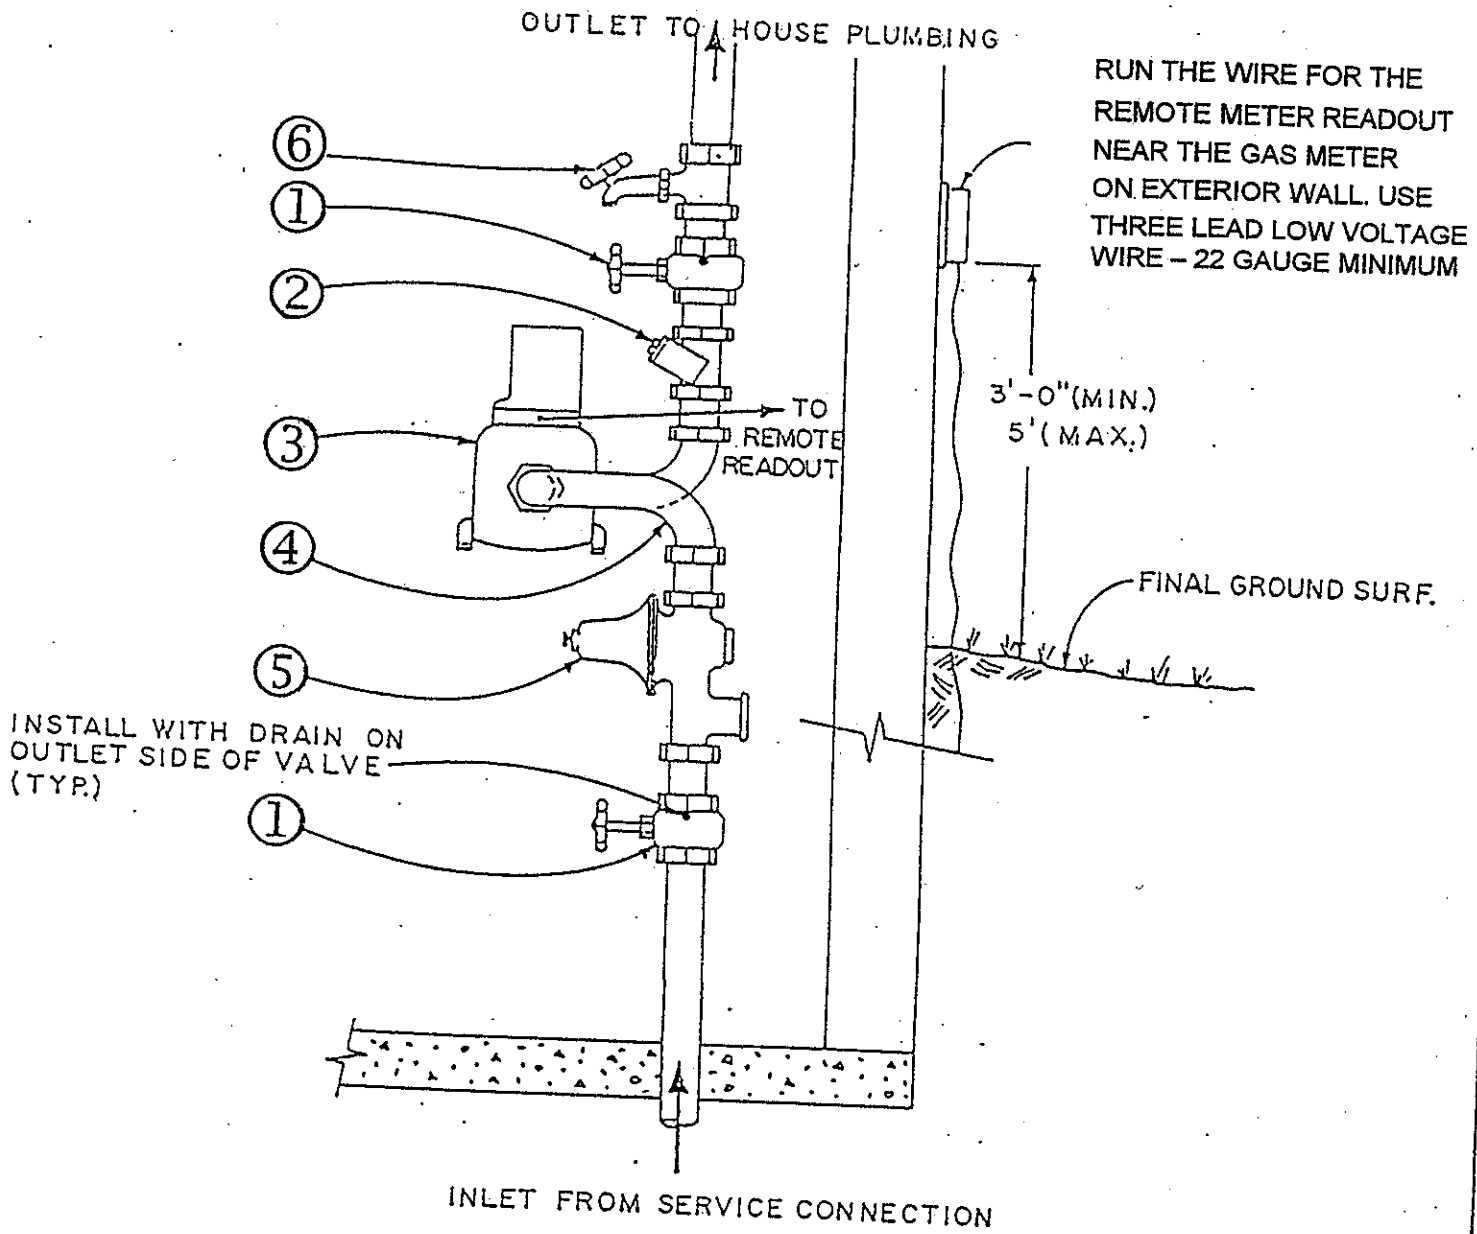 OUTLET TO HOUSE PLUMBING
RUN THE WIRE FOR THE
REMOTE METER READOUT
NEAR THE GAS METER
ON EXTERIOR WALL. USE
THREE LEAD LOW VOLTAGE
WIRE – 22 GAUGE MINIMUM
6
1
2
3
TO
REMOTE
READOUT
3'-0"(MIN.)
5'(MAX.)
4
FINAL GROUND SURF.
5
INSTALL WITH DRAIN ON
OUTLET SIDE OF VALVE
(TYP.)
1
INLET FROM SERVICE CONNECTION